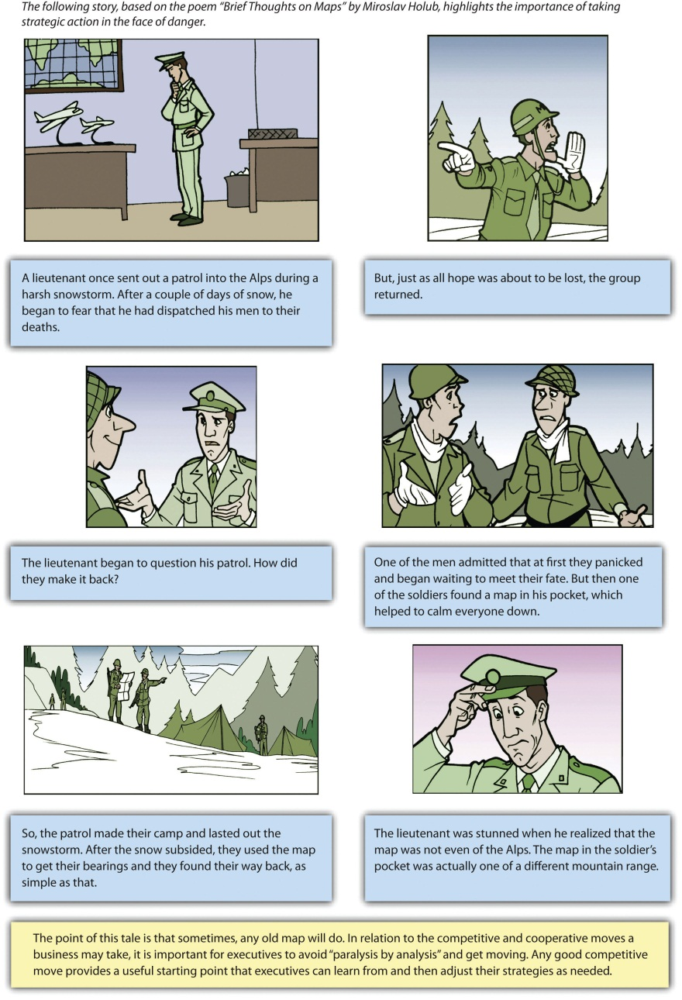 The following story, based on the poem “Brief Thoughts on Maps” by Miroslav Holub, highlights the importance of taking
strategic action in the face of danger.
M
A lieutenant once sent out a patrol into the Alps during a
harsh snowstorm. After a couple of days of snow, he
began to fear that he had dispatched his men to their
deaths.
But, just as all hope was about to be lost, the group
returned.
The lieutenant began to question his patrol. How did
they make it back?
One of the men admitted that at first they panicked
and began waiting to meet their fate. But then one
of the soldiers found a map in his pocket, which
helped to calm everyone down.
So, the patrol made their camp and lasted out the
snowstorm. After the snow subsided, they used the map
to get their bearings and they found their way back, as
simple as that.
The lieutenant was stunned when he realized that the
map was not even of the Alps. The map in the soldier’s
pocket was actually one of a different mountain range.
The point of this tale is that sometimes, any old map will do. In relation to the competitive and cooperative moves a
business may take, it is important for executives to avoid “paralysis by analysis” and get moving. Any good competitive
move provides a useful starting point that executives can learn from and then adjust their strategies as needed.